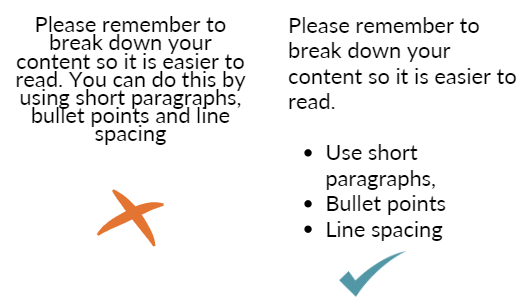 Please remember to
break down your
content so it is easier to
read. You can do this by
using short paragraphs,
bullet points and line
spacing
Please remember to
break down your
content so it is easier to
read.
• Use short
paragraphs,
• Bullet points
• Line spacing